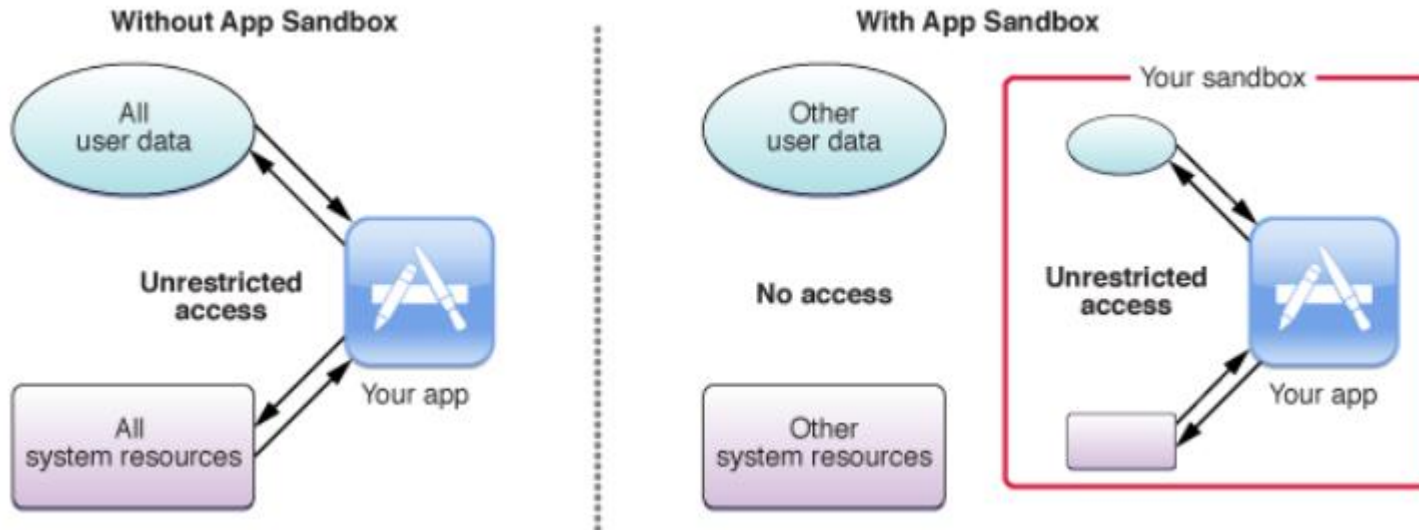 Without App Sandbox
All
user data
Unrestricted
access
Your app
All
system resources
With App Sandbox
Other
user data
No access
Other
system resources
Your sandbox
Unrestricted
access
Your app